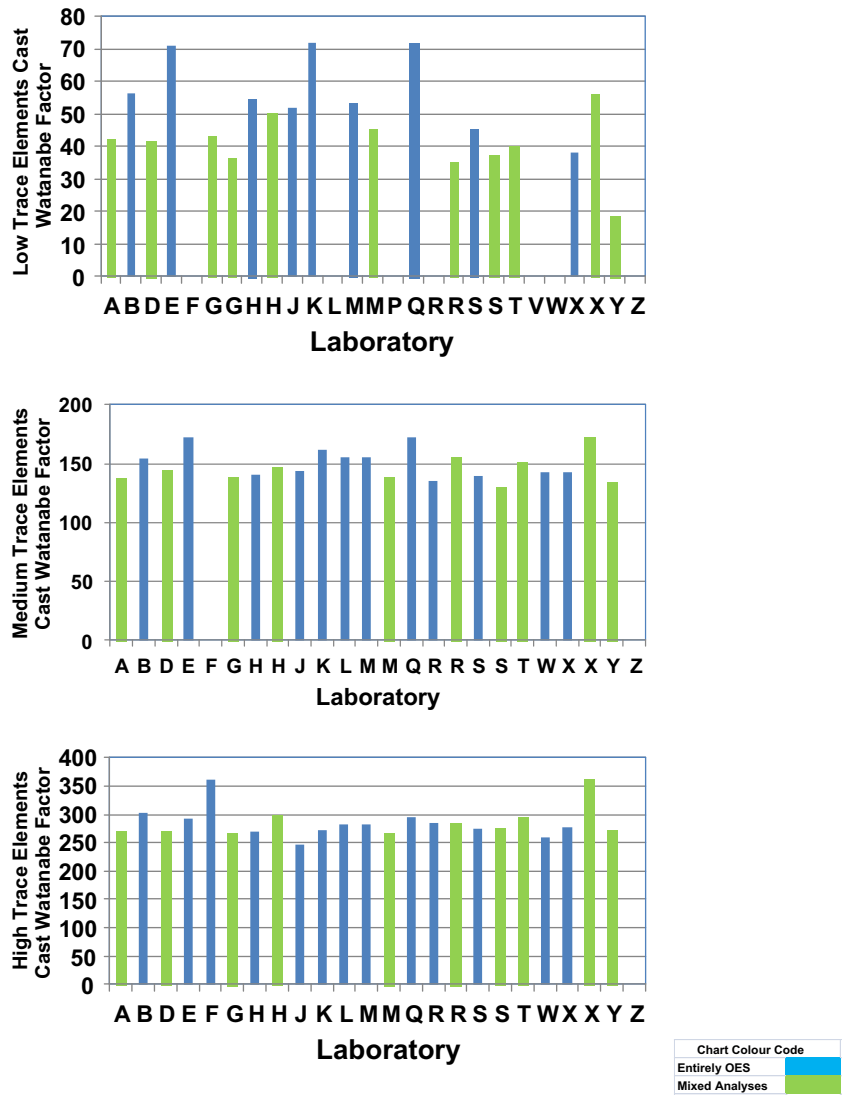 80
70
60
50
40
30
20
10
0
Low Trace Elements Cast
Watanabe Factor
A B D E F G G H H J K L M M P Q R R S S T V W X X Y Z
Laboratory
200
150
100
50
0
Medium Trace Elements
Cast Watanabe Factor
A B D E F G H H J K L M M Q R R S S T W X X Y Z
Laboratory
400
350
300
250
200
150
100
50
0
High Trace Elements
Cast Watanabe Factor
A B D E F G H H J K L M M Q R R S S T W X X Y Z
Laboratory
Chart Colour Code
Entirely OES
Mixed Analyses